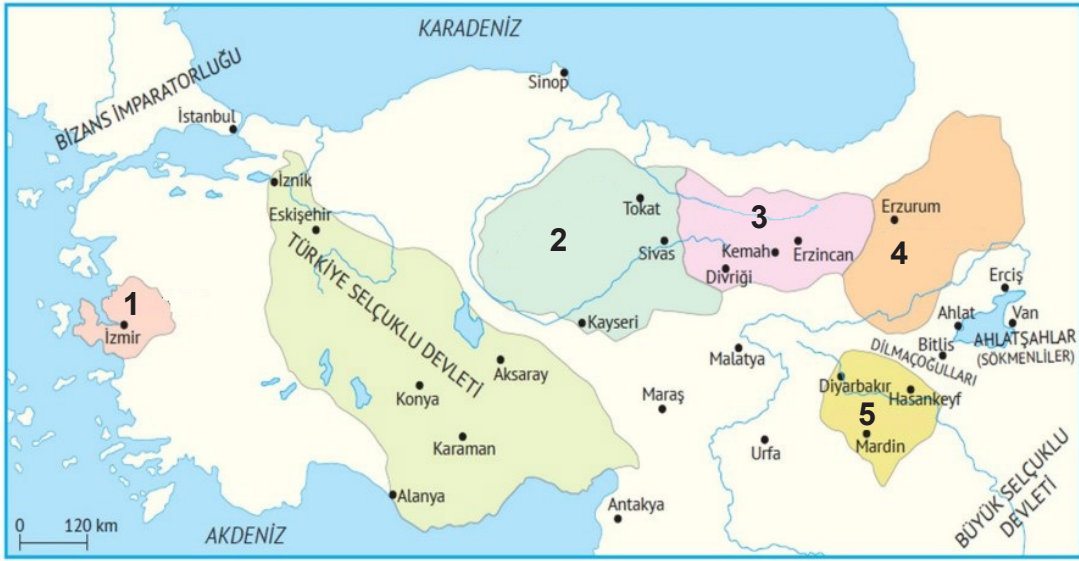 KARADENİZ
BİZANS İMPARATORLUĞU
İstanbul
Sinop
İznik
Eskişehir
TÜRKİYE SELÇUKLU DEVLETİ
Tokat
2
Sivas
Kayseri
3
Kemah
Erzincan
Divriği
Erzurum
4
1
İzmir
Erciş
Ahlat
Van
Bitlis
AHLATŞAHLAR
(SÖKMENLİLER)
DİLMAÇOĞULLARI
Malatya
Aksaray
Konya
Maraş
Diyarbakır
Hasankeyf
5
Mardin
Karaman
Urfa
Alanya
Antakya
BÜYÜK SELÇUKLU
DEVLETİ
0 120 km
AKDENİZ